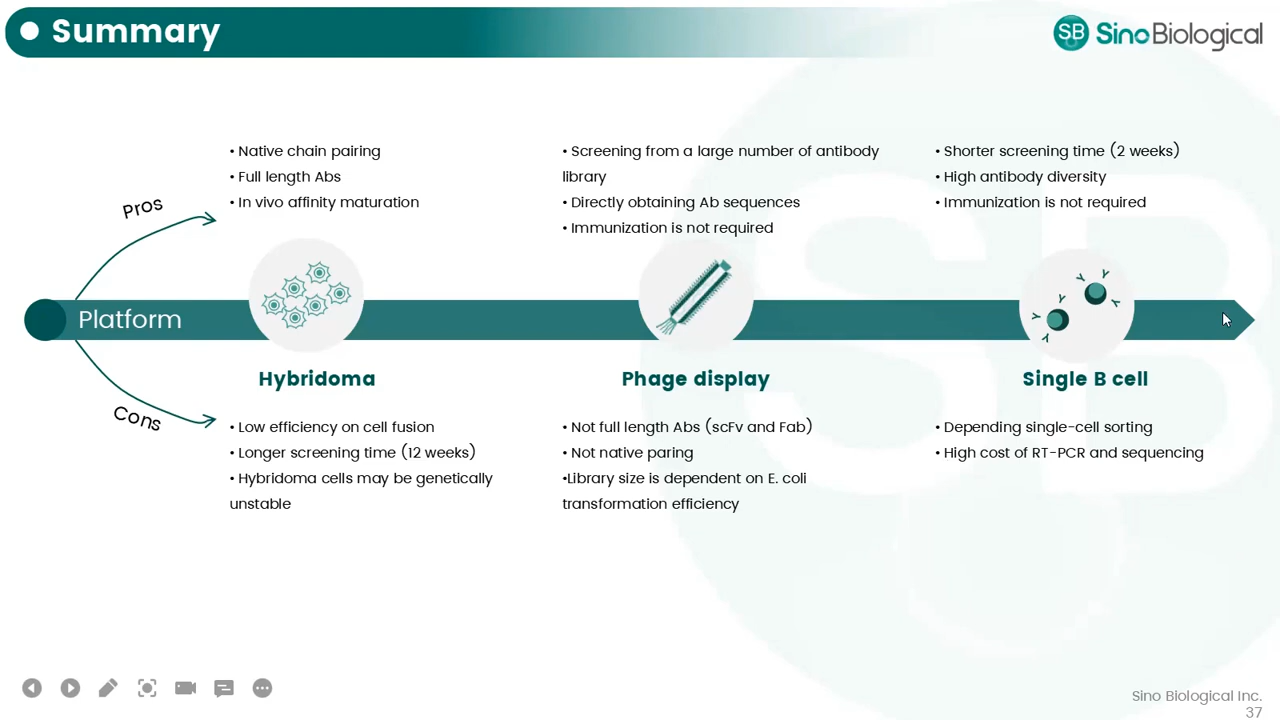 Summary
SB SinoBiological
• Native chain pairing
• Full length Abs
• In vivo affinity maturation
• Screening from a large number of antibody
library
• Directly obtaining Ab sequences
• Immunization is not required
• Shorter screening time (2 weeks)
• High antibody diversity
• Immunization is not required
Pros
Platform
Cons
Hybridoma
Phage display
Single B cell
• Low efficiency on cell fusion
• Longer screening time (12 weeks)
• Hybridoma cells may be genetically
unstable
• Not full length Abs (scFv and Fab)
• Not native paring
•Library size is dependent on E. coli
transformation efficiency
• Depending single-cell sorting
• High cost of RT-PCR and sequencing
Sino Biological Inc.
37